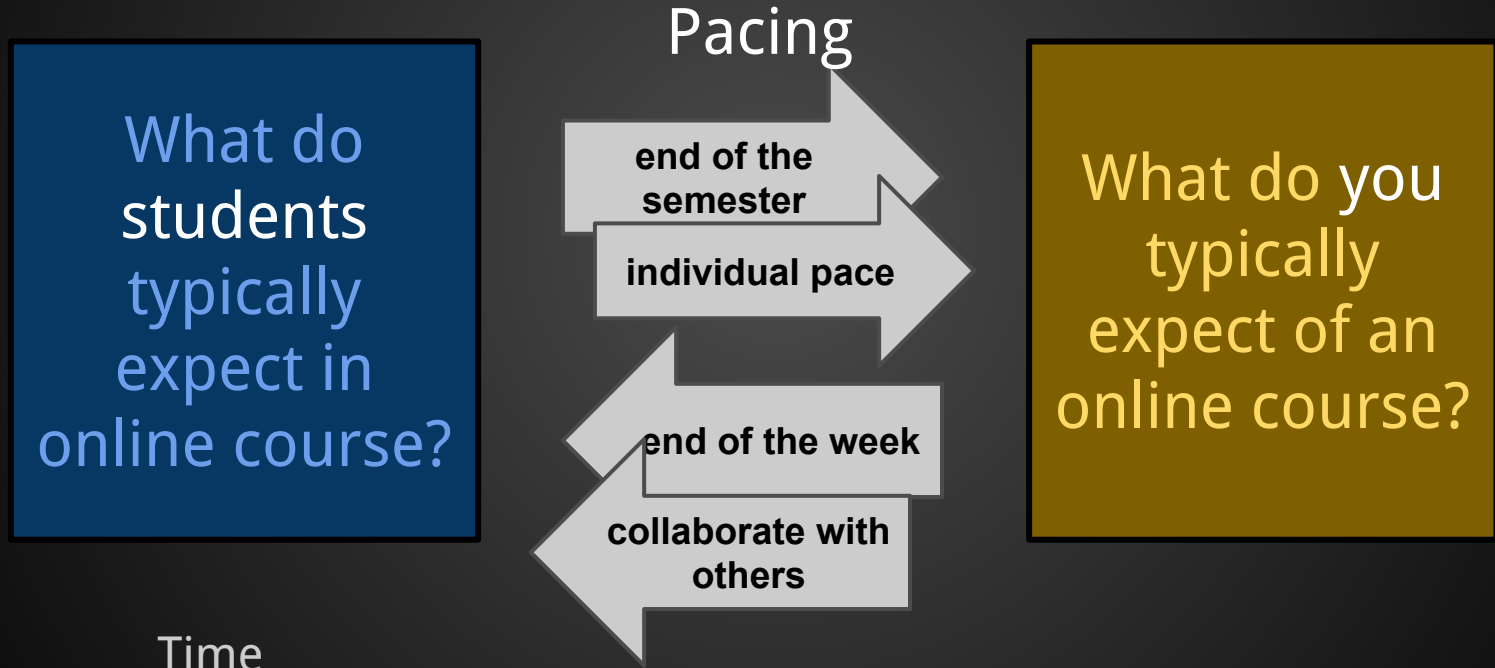 Pacing
What do
students
typically
expect in
online course?
end of the
semester
individual pace
end of the week
collaborate with
others
What do you
typically
expect of an
online course?
Time